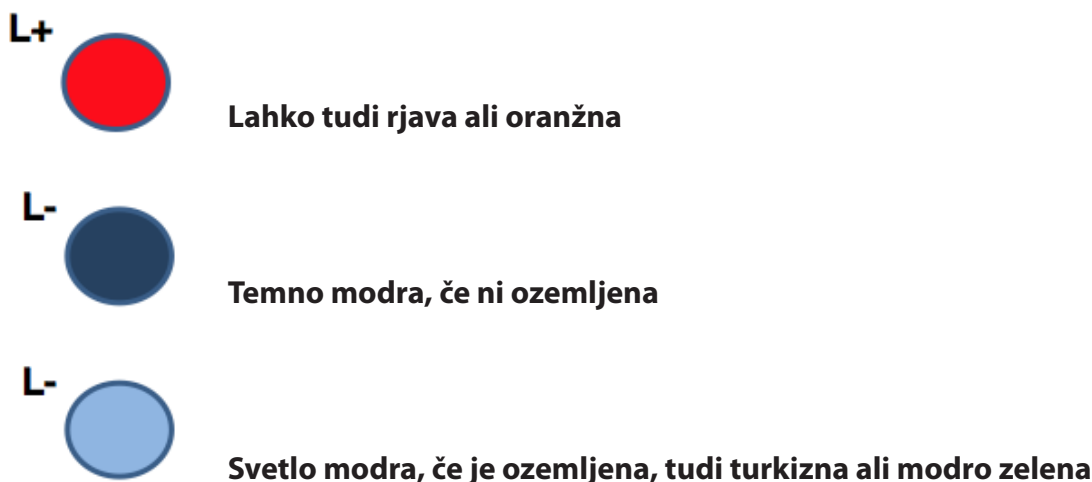 L+
Lahko tudi rjava ali oranžna
L-
Temno modra, če ni ozemljena
L-
Svetlo modra, če je ozemljena, tudi turkizna ali modro zelena